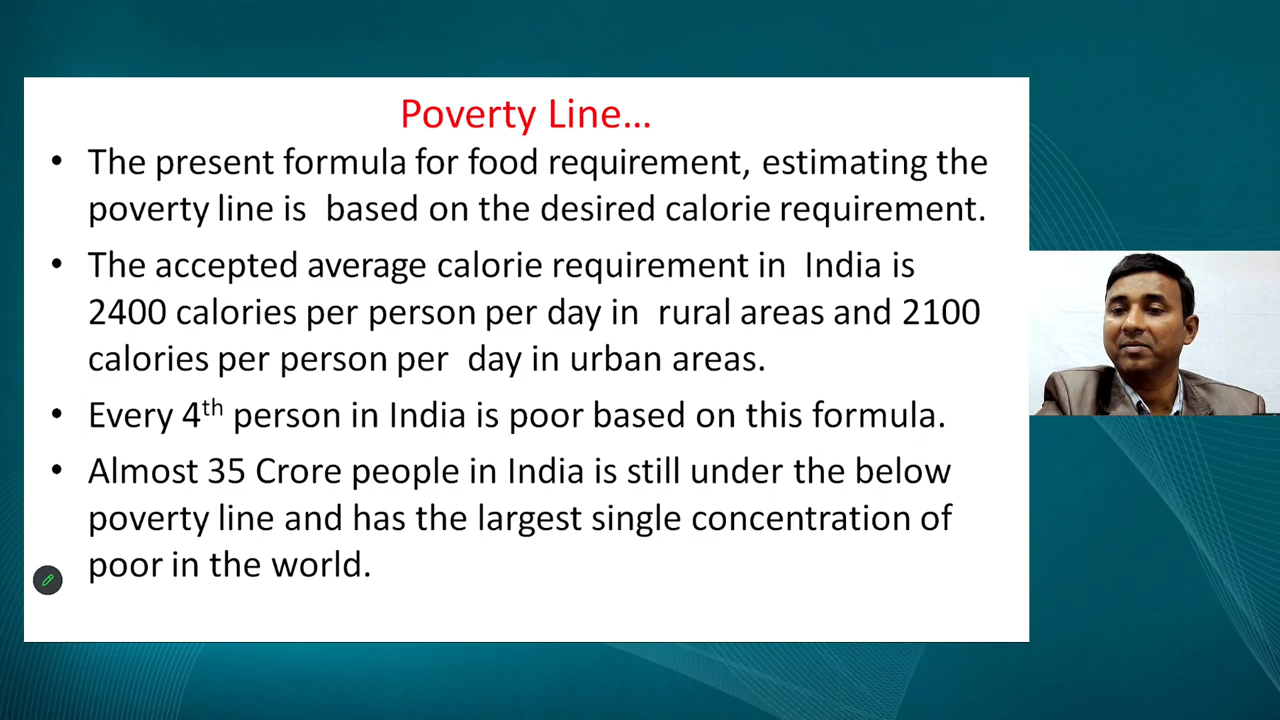 Poverty Line...
• The present formula for food requirement, estimating the
poverty line is based on the desired calorie requirement.
• The accepted average calorie requirement in India is
2400 calories per person per day in rural areas and 2100
calories per person per day in urban areas.
• Every 4th person in India is poor based on this formula.
• Almost 35 Crore people in India is still under the below
poverty line and has the largest single concentration of
poor in the world.